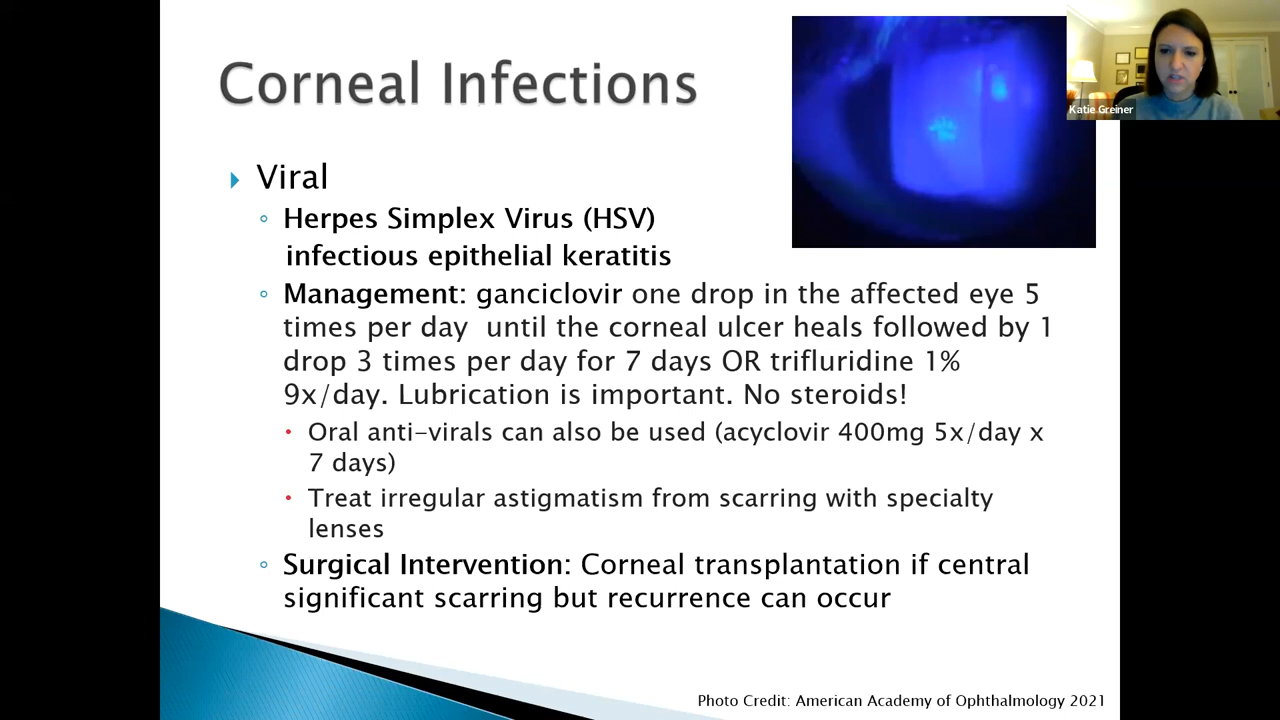 Corneal Infections
Katie Greiner
Viral
Herpes Simplex Virus (HSV)
infectious epithelial keratitis
Management: ganciclovir one drop in the affected eye 5
times per day until the corneal ulcer heals followed by 1
drop 3 times per day for 7 days OR trifluridine 1%
9x/day. Lubrication is important. No steroids!
Oral anti-virals can also be used (acyclovir 400mg 5x/day x
7 days)
Treat irregular astigmatism from scarring with specialty
lenses
Surgical Intervention: Corneal transplantation if central
significant scarring but recurrence can occur
Photo Credit: American Academy of Ophthalmology 2021